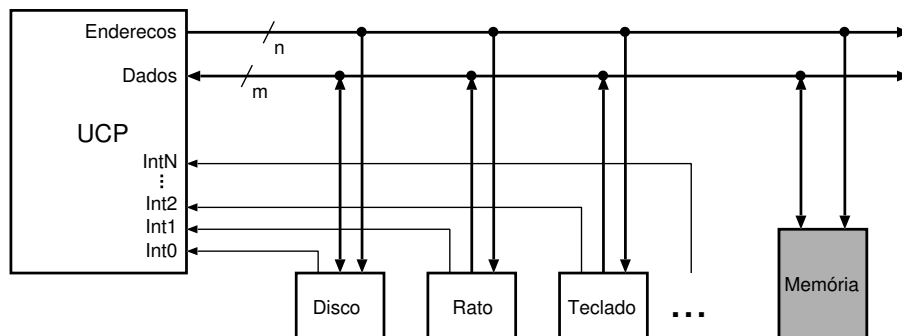 Enderecos
n
Dados
m
UCP
IntN
Int2
Int1
Int0
Disco
Rato
Teclado
...
Memória